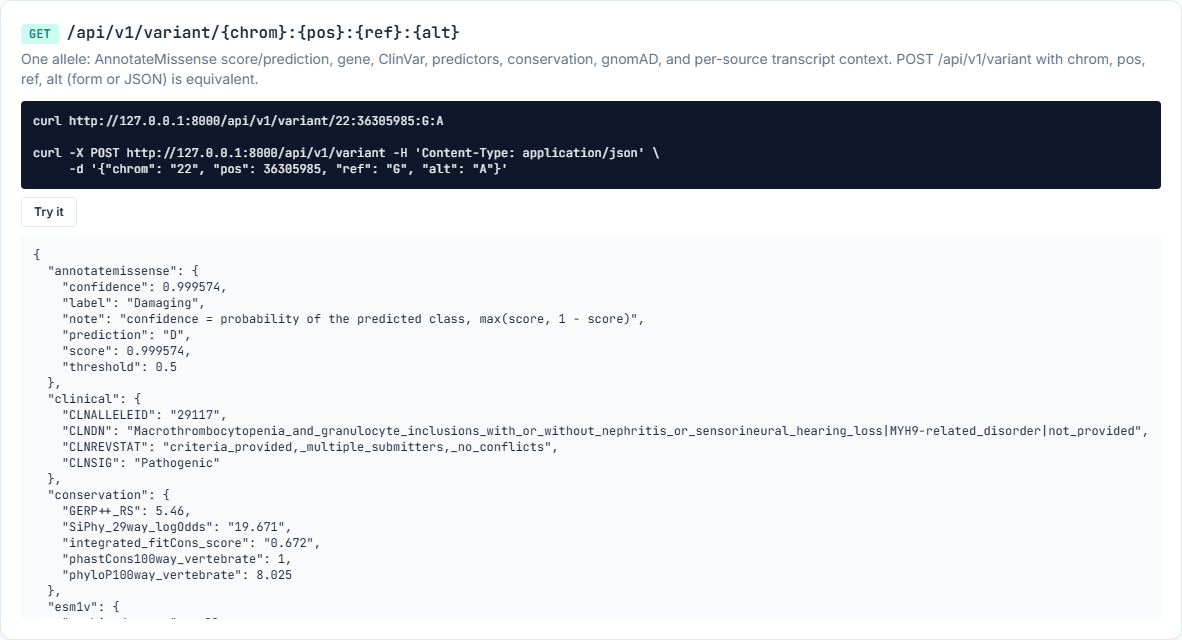 GET /api/v1/variant/{chrom}:{pos}:{ref}:{alt}
One allele: AnnotateMissense score/prediction, gene, ClinVar, predictors, conservation, gnomAD, and per-source transcript context. POST /api/v1/variant with chrom, pos,
ref, alt (form or JSON) is equivalent.
curl http://127.0.0.1:8000/api/v1/variant/22:36305985:G:A
curl -X POST http://127.0.0.1:8000/api/v1/variant -H 'Content-Type: application/json' \
     -d '{"chrom": "22", "pos": 36305985, "ref": "G", "alt": "A"}'
Try it
{
  "annotatemissense": {
    "confidence": 0.999574,
    "label": "Damaging",
    "note": "confidence = probability of the predicted class, max(score, 1 - score)",
    "prediction": "D",
    "score": 0.999574,
    "threshold": 0.5
  },
  "clinical": {
    "CLNALLELEID": "29117",
    "CLNDN": "Macrothrombocytopenia_and_granulocyte_inclusions_with_or_without_nephritis_or_sensorineural_hearing_loss|MYH9-related_disorder|not_provided",
    "CLNREVSTAT": "criteria_provided,_multiple_submitters,_no_conflicts",
    "CLNSIG": "Pathogenic"
  },
  "conservation": {
    "GERP++_RS": 5.46,
    "SiPhy_29way_logOdds": "19.671",
    "integrated_fitCons_score": "0.672",
    "phastCons100way_vertebrate": 1,
    "phyloP100way_vertebrate": 8.025
  },
  "esm1v": {